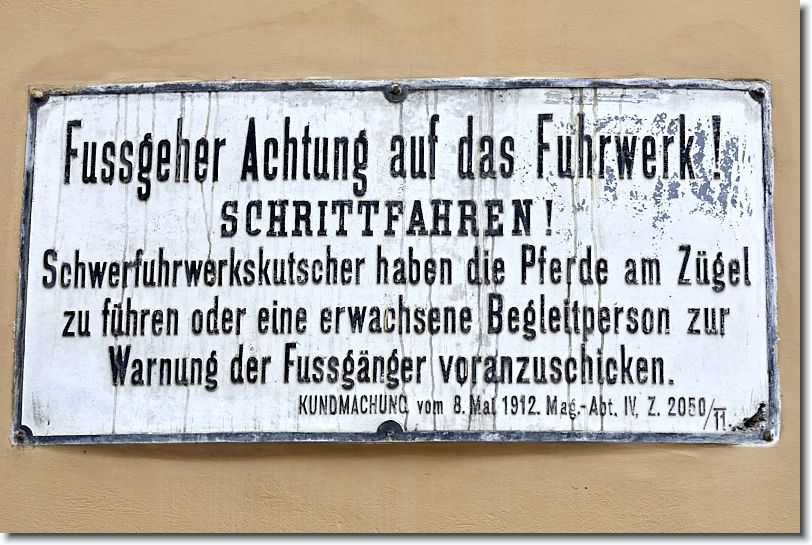 Fussgeher Achtung auf das Fuhrwerk!
SCHRITTFAHREN!
Schwerfuhrwerkskutscher haben die Pferde am Zügel
zu führen oder eine erwachsene Begleitperson zur
Warnung der Fussgänger voranzuschicken.
KUNDMACHUNG vom 8. Mai 1912. Mag.-Abt. IV, Z. 2050/II.